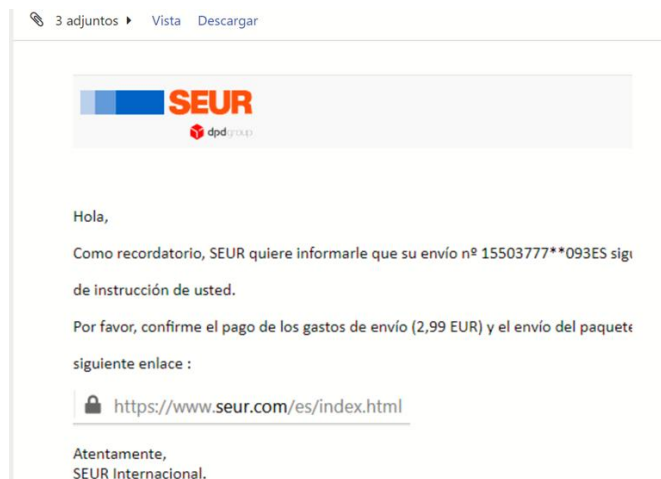 3 adjuntos Vista Descargar
SEUR
dpdgroup
Hola,
Como recordatorio, SEUR quiere informarle que su envío nº 15503777**093ES
de instrucción de usted.
Por favor, confirme el pago de los gastos de envío (2,99 EUR) y el envío del paquete
siguiente enlace :
https://www.seur.com/es/index.html
Atentamente,
SEUR Internacional.